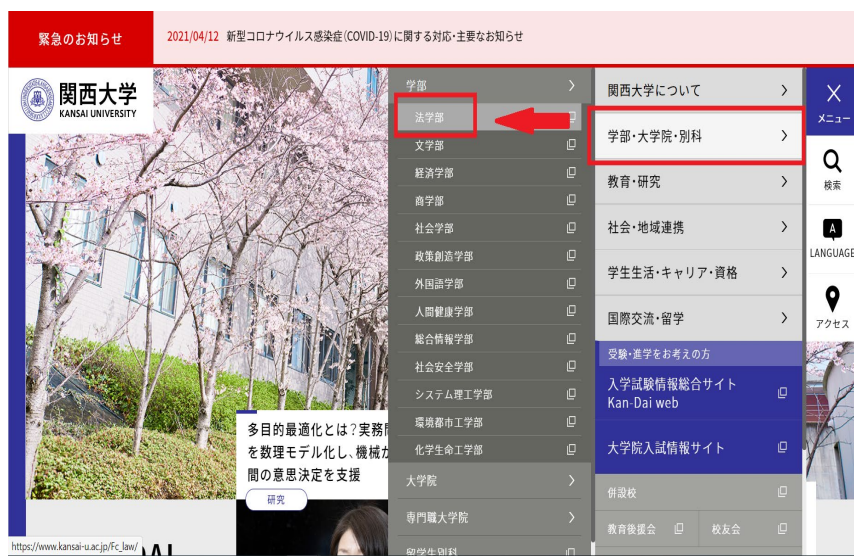 緊急のお知らせ
2021/04/12 新型コロナウイルス感染症(COVID-19)に関する対応・主要なお知らせ
関西大学
KANSAI UNIVERSITY
学部
法学部
文学部
経済学部
商学部
社会学部
政策創造学部
外国語学部
人間健康学部
総合情報学部
社会安全学部
システム理工学部
環境都市工学部
化学生命工学部
大学院
専門職大学院
留学生別科
関西大学について
学部・大学院・別科
教育・研究
社会・地域連携
学生生活・キャリア・資格
国際交流・留学
受験・進学をお考えの方
入学試験情報総合サイト
Kan-Dai web
大学院入試情報サイト
併設校
教育後援会
校友会
メニュー
検索
A
LANGUAGE
アクセス
多目的最適化とは?実務
を数理モデル化し、機械
間の意思決定を支援
研究
https://www.kansai-u.ac.jp/Fc_law/